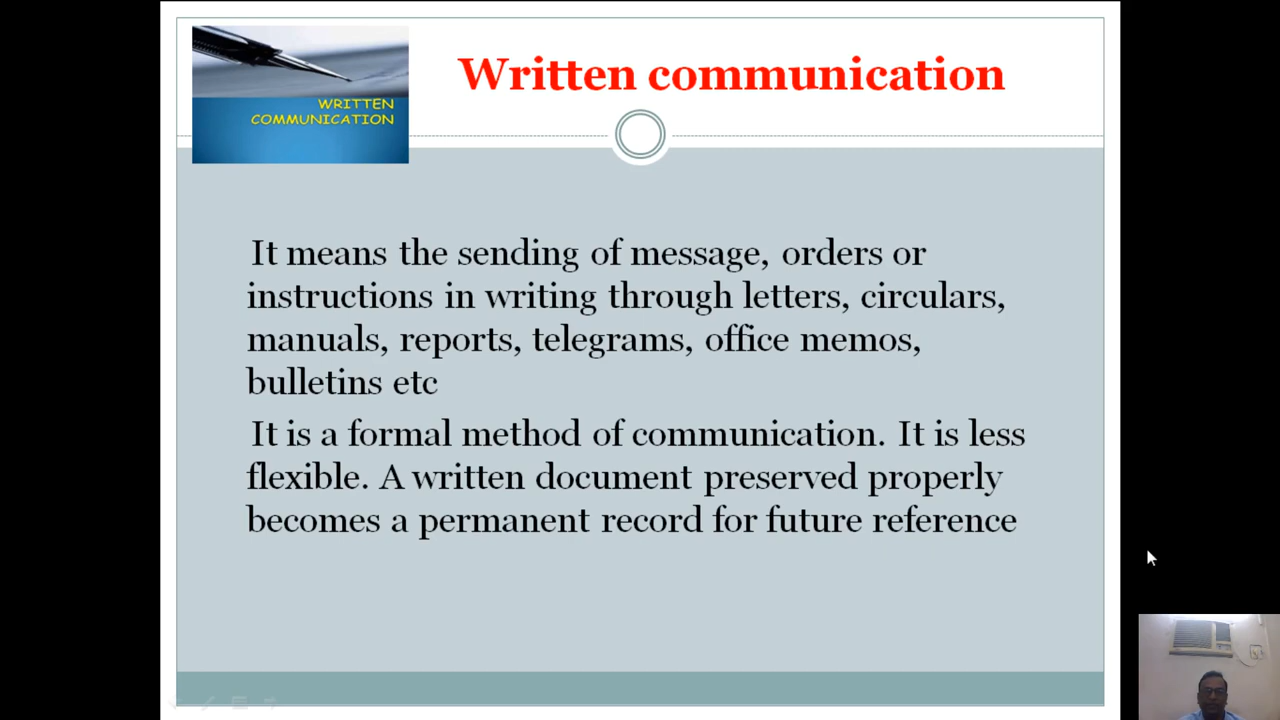 Written communication
WRITTEN
COMMUNICATION
It means the sending of message, orders or
instructions in writing through letters, circulars,
manuals, reports, telegrams, office memos,
bulletins etc
It is a formal method of communication. It is less
flexible. A written document preserved properly
becomes a permanent record for future reference